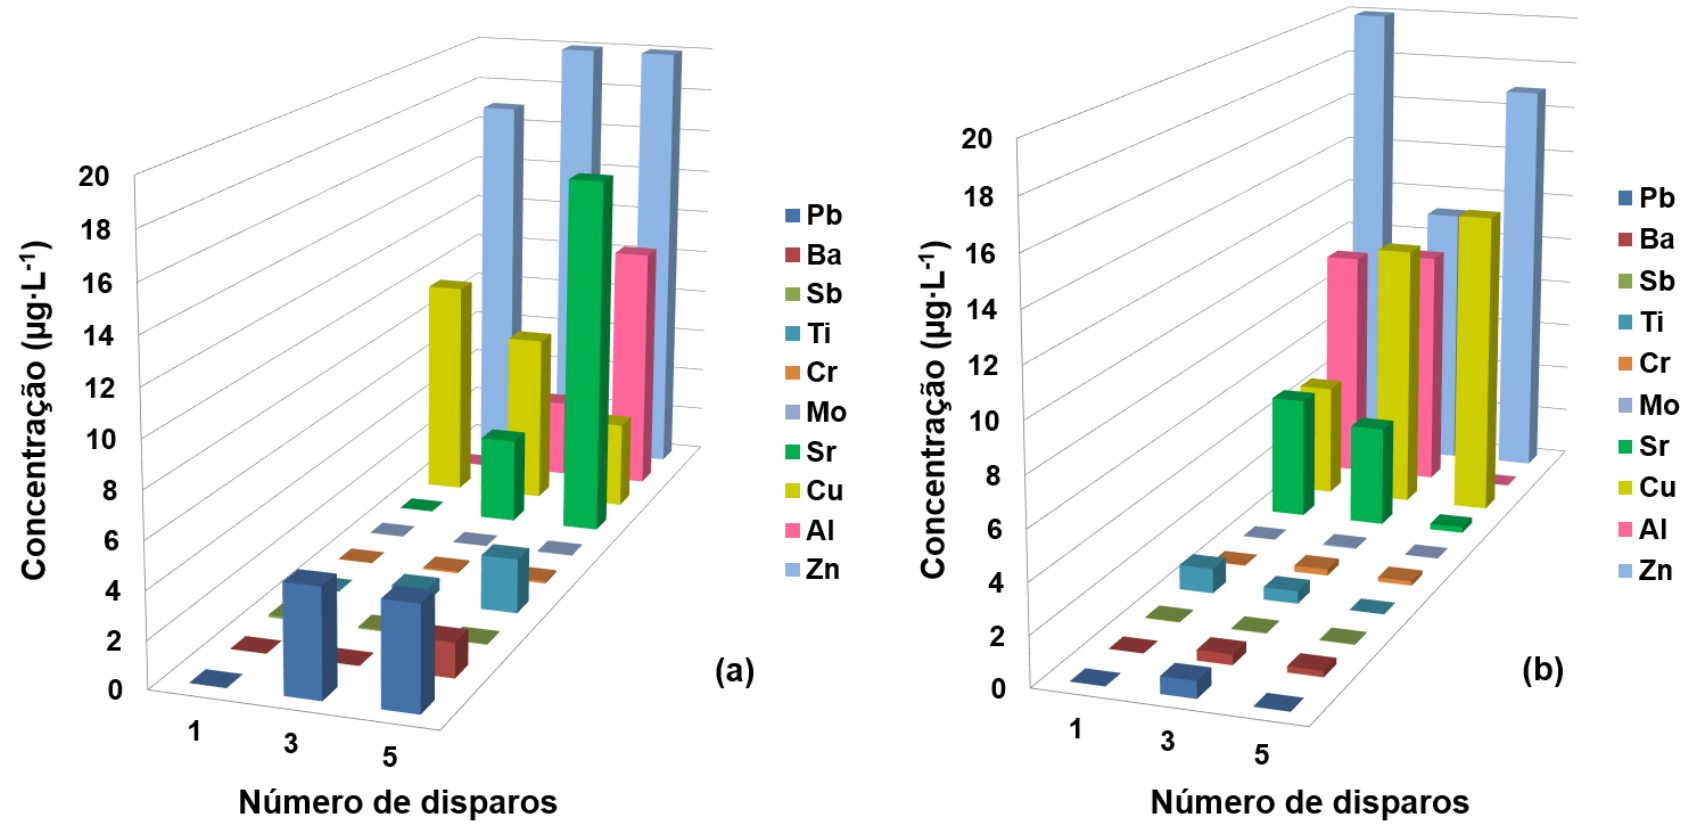 Concentração (µg·L⁻¹)
20
18
16
14
12
10
8
6
4
2
0
1
3
5
Número de disparos
Pb
Ba
Sb
Ti
Cr
Mo
Sr
Cu
Al
Zn
(a)
Concentração (µg·L⁻¹)
20
18
16
14
12
10
8
6
4
2
0
1
3
5
Número de disparos
Pb
Ba
Sb
Ti
Cr
Mo
Sr
Cu
Al
Zn
(b)